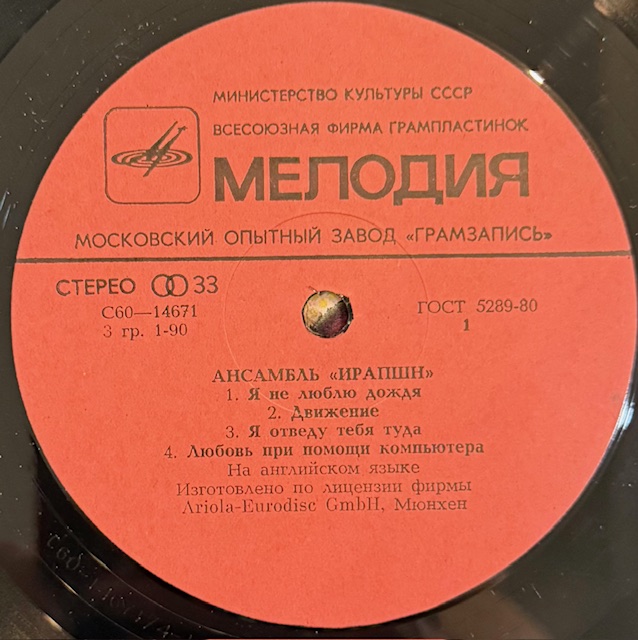 МИНИСТЕРСТВО КУЛЬТУРЫ СССР
ВСЕСОЮЗНАЯ ФИРМА ГРАМПЛАСТИНОК
МЕЛОДИЯ
МОСКОВСКИЙ ОПЫТНЫЙ ЗАВОД «ГРАМЗАПИСЬ»
СТЕРЕО 33
С60—14671
3 гр. 1-90
ГОСТ 5289-80
1
АНСАМБЛЬ «ИРАПШН»
1. Я не люблю дождя
2. Движение
3. Я отведу тебя туда
4. Любовь при помощи компьютера
На английском языке
Изготовлено по лицензии фирмы
Ariola-Eurodisc GmbH, Мюнхен